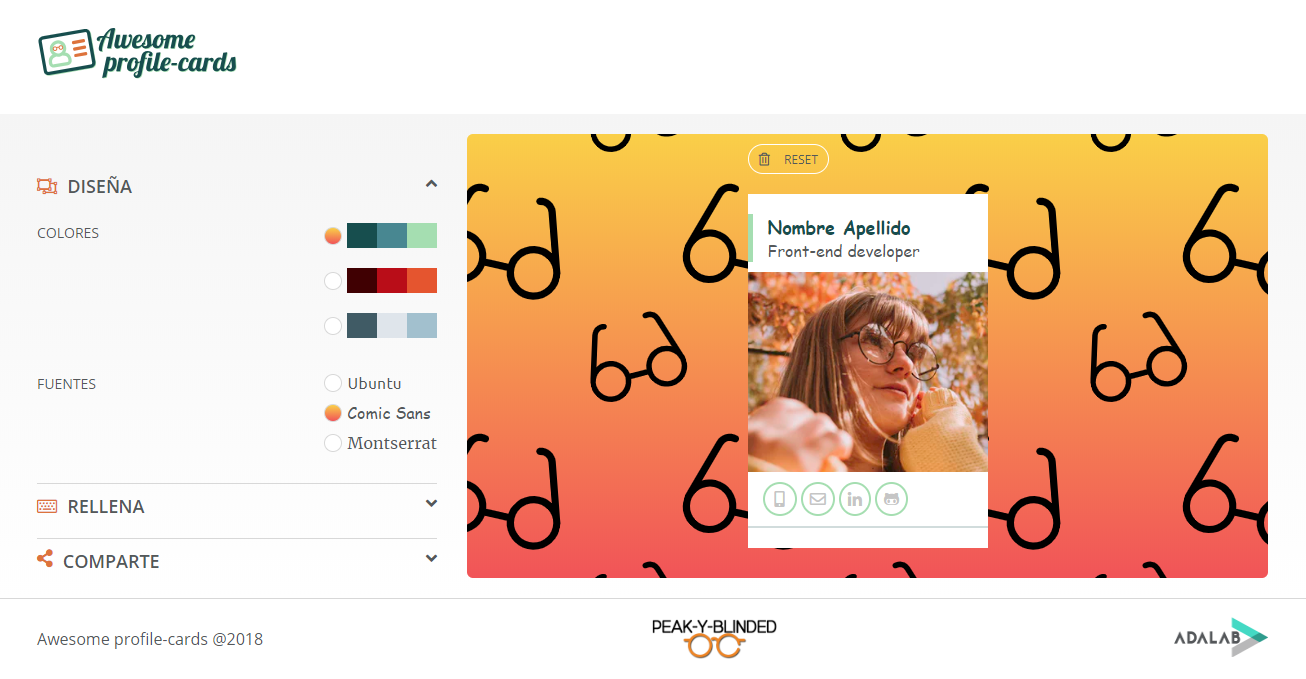 Awesome
profile-cards
RESET
DISEÑA
COLORES
Nombre Apellido
Front-end developer
FUENTES
Ubuntu
Comic Sans
Montserrat
RELLENA
COMPARTE
in
Awesome profile-cards @2018
PEAK-Y-BLINDED
ADALAB